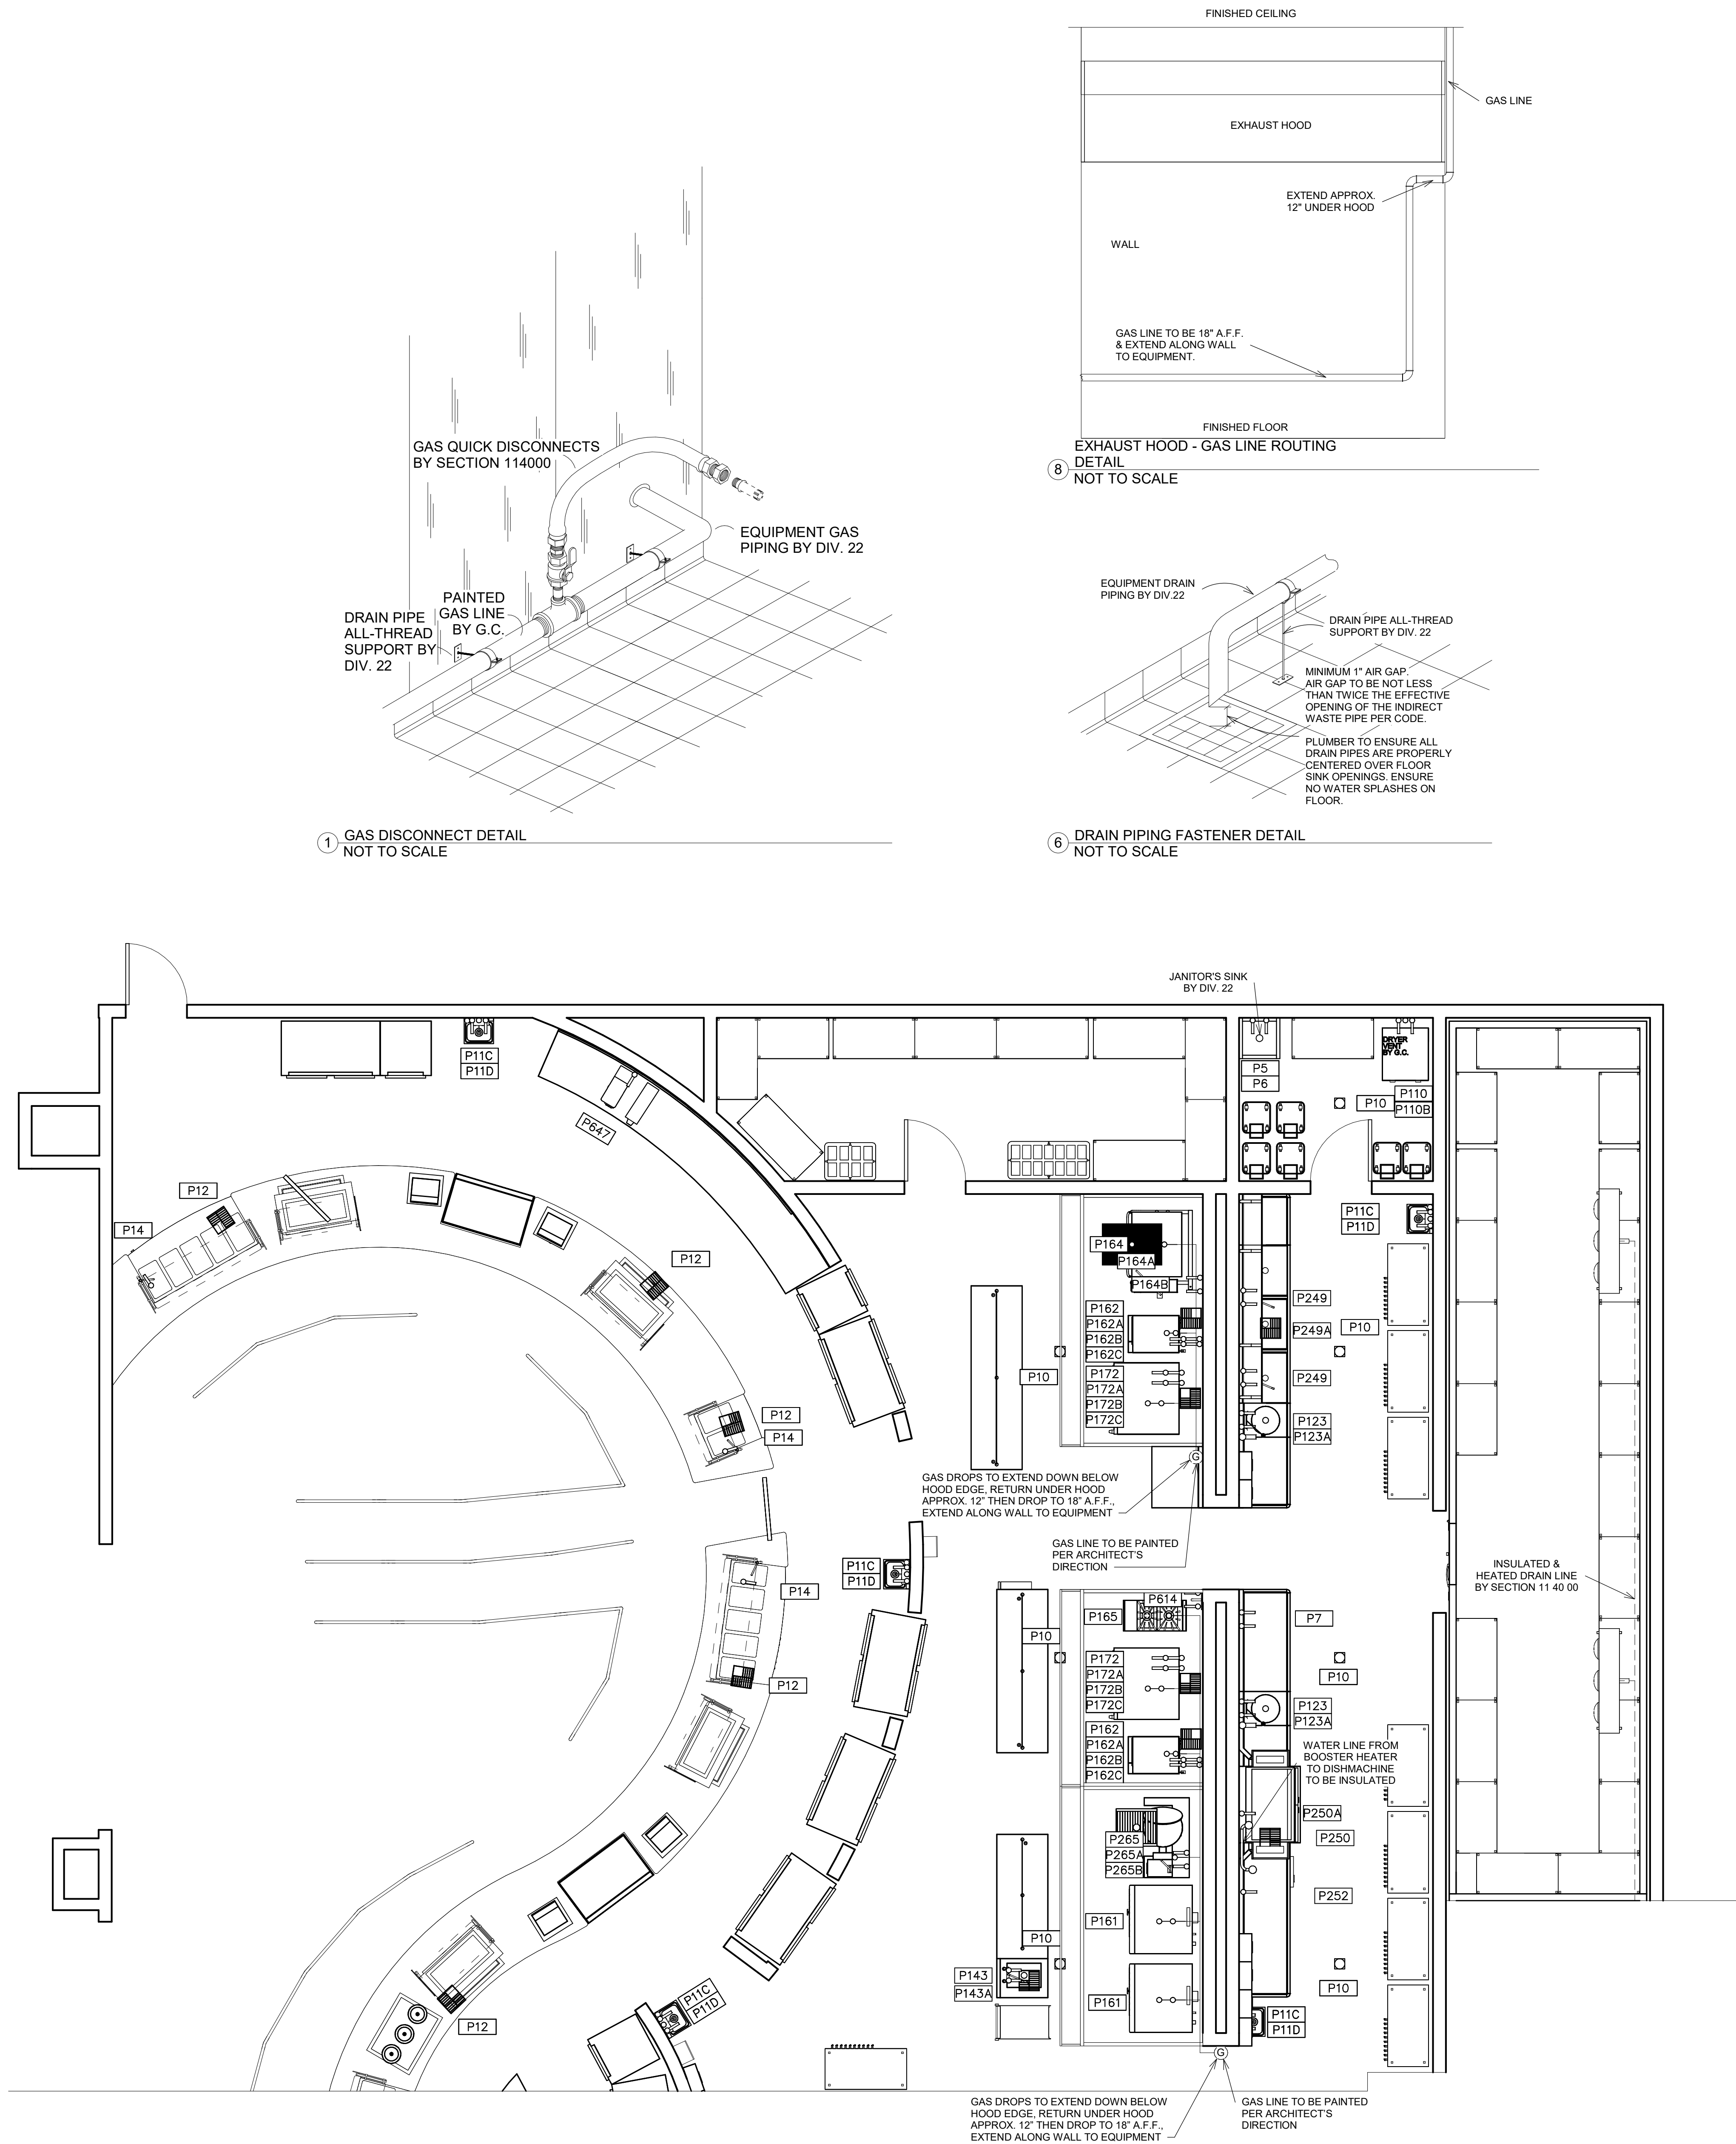 FINISHED CEILING
GAS LINE
EXHAUST HOOD
EXTEND APPROX.
12" UNDER HOOD
WALL
GAS LINE TO BE 18" A.F.F.
& EXTEND ALONG WALL
TO EQUIPMENT.
FINISHED FLOOR
8
EXHAUST HOOD - GAS LINE ROUTING
DETAIL
NOT TO SCALE
GAS QUICK DISCONNECTS
BY SECTION 114000
EQUIPMENT GAS
PIPING BY DIV. 22
PAINTED
GAS LINE
BY G.C.
DRAIN PIPE
ALL-THREAD
SUPPORT BY
DIV. 22
1
GAS DISCONNECT DETAIL
NOT TO SCALE
EQUIPMENT DRAIN
PIPING BY DIV.22
DRAIN PIPE ALL-THREAD
SUPPORT BY DIV. 22
MINIMUM 1" AIR GAP.
AIR GAP TO BE NOT LESS
THAN TWICE THE EFFECTIVE
OPENING OF THE INDIRECT
WASTE PIPE PER CODE.
PLUMBER TO ENSURE ALL
DRAIN PIPES ARE PROPERLY
CENTERED OVER FLOOR
SINK OPENINGS. ENSURE
NO WATER SPLASHES ON
FLOOR.
6
DRAIN PIPING FASTENER DETAIL
NOT TO SCALE
JANITOR'S SINK
BY DIV. 22
P11C
P11D
DRYER
VENT
BY G.C.
P5
P6
P10
P110
P110B
P647
P12
P14
P11C
P11D
P164
P164A
P164B
P12
P162
P162A
P162B
P162C
P249
P249A
P10
P10
P172
P172A
P172B
P172C
P249
P12
P14
P123
P123A
G
GAS DROPS TO EXTEND DOWN BELOW
HOOD EDGE, RETURN UNDER HOOD
APPROX. 12" THEN DROP TO 18" A.F.F.,
EXTEND ALONG WALL TO EQUIPMENT
GAS LINE TO BE PAINTED
PER ARCHITECT'S
DIRECTION
INSULATED &
HEATED DRAIN LINE
BY SECTION 11 40 00
P11C
P11D
P14
P614
P165
P7
P10
P172
P172A
P172B
P172C
P10
P12
P123
P123A
P162
P162A
P162B
P162C
WATER LINE FROM
BOOSTER HEATER
TO DISHMACHINE
TO BE INSULATED
P250A
P250
P265
P265A
P265B
P252
P161
P10
P143
P143A
P10
P161
P11C
P11D
P11C
P11D
P12
G
GAS DROPS TO EXTEND DOWN BELOW
HOOD EDGE, RETURN UNDER HOOD
APPROX. 12" THEN DROP TO 18" A.F.F.,
EXTEND ALONG WALL TO EQUIPMENT
GAS LINE TO BE PAINTED
PER ARCHITECT'S
DIRECTION